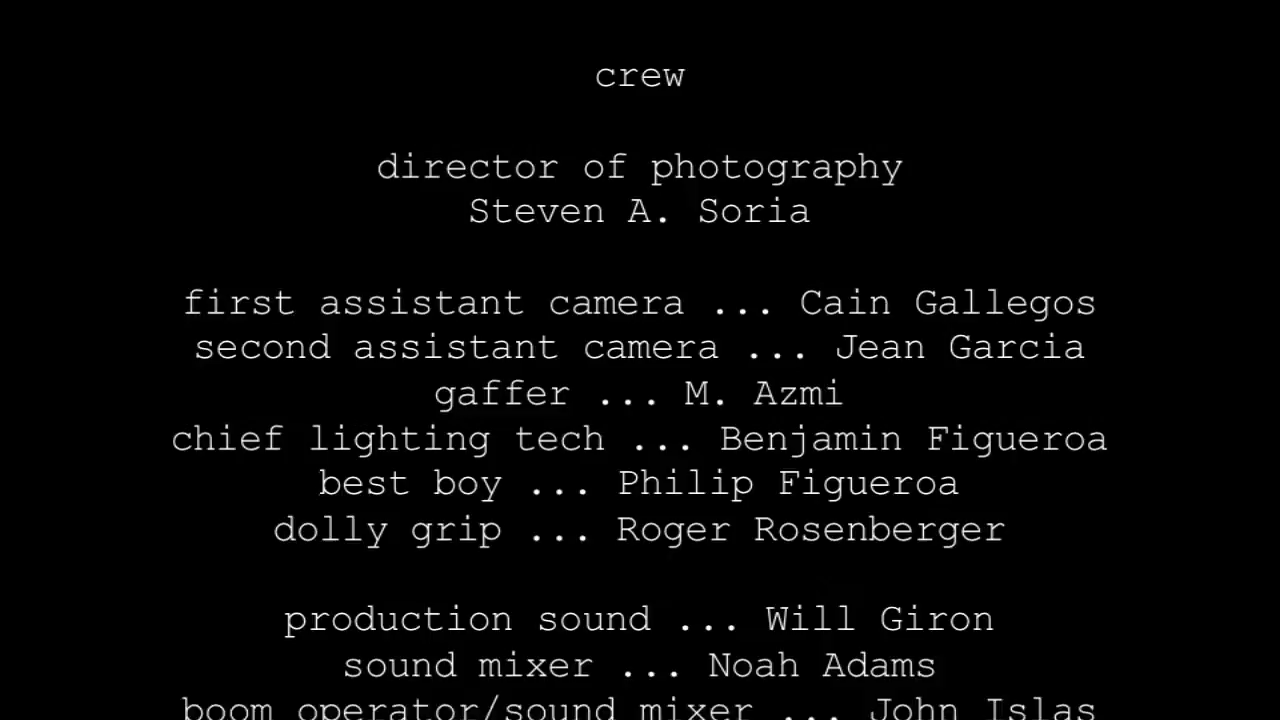 crew
director of photography
Steven A. Soria
first assistant camera ... Cain Gallegos
second assistant camera ... Jean Garcia
gaffer ... M. Azmi
chief lighting tech ... Benjamin Figueroa
best boy ... Philip Figueroa
dolly grip ... Roger Rosenberger
production sound ... Will Giron
sound mixer ... Noah Adams
boom operator/sound mixer ... John Islas